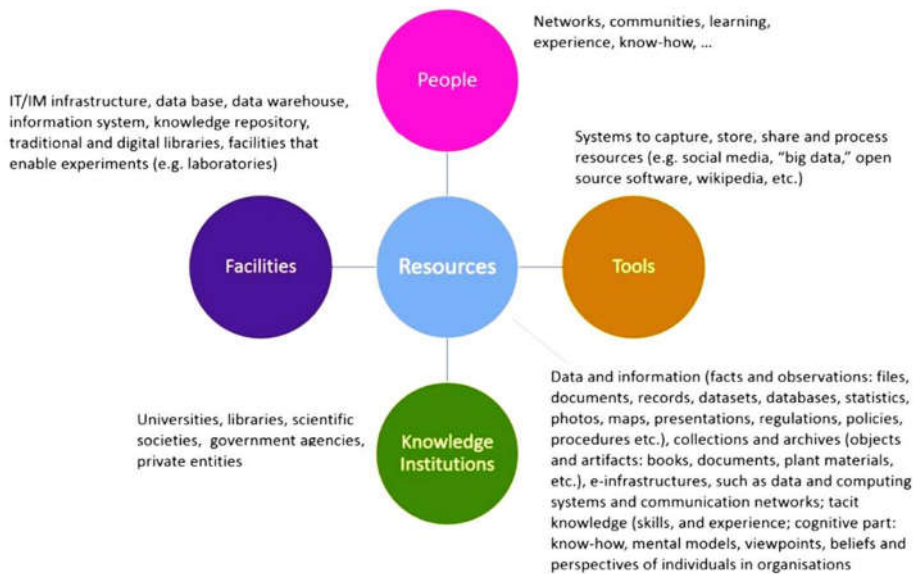 Networks, communities, learning,
experience, know-how, ...
People
IT/IM infrastructure, data base, data warehouse,
information system, knowledge repository,
traditional and digital libraries, facilities that
enable experiments (e.g. laboratories)
Systems to capture, store, share and process
resources (e.g. social media, “big data,” open
source software, wikipedia, etc.)
Facilities
Resources
Tools
Universities, libraries, scientific
societies, government agencies,
private entities
Knowledge
Institutions
Data and information (facts and observations: files,
documents, records, datasets, databases, statistics,
photos, maps, presentations, regulations, policies,
procedures etc.), collections and archives (objects
and artifacts: books, documents, plant materials,
etc.), e-infrastructures, such as data and computing
systems and communication networks; tacit
knowledge (skills, and experience; cognitive part:
know-how, mental models, viewpoints, beliefs and
perspectives of individuals in organisations